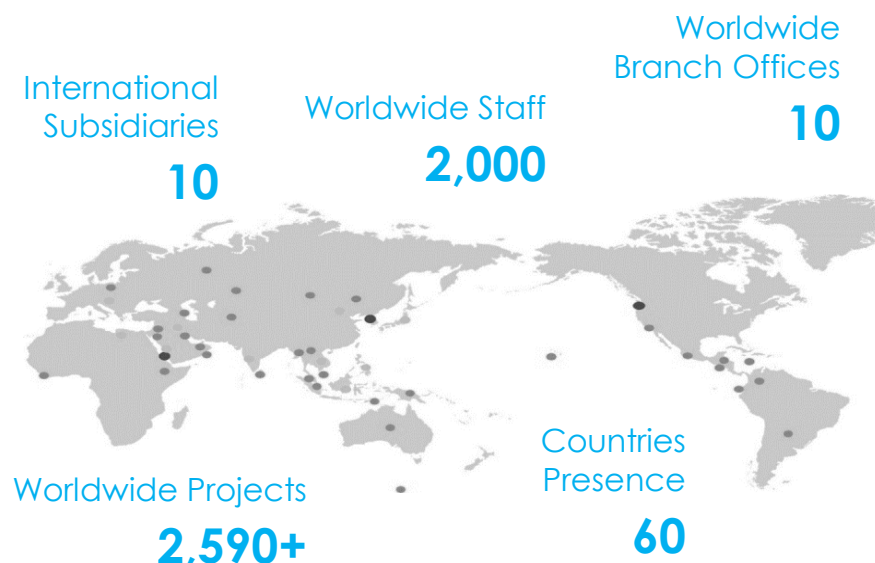 Worldwide
Branch Offices
10
International
Subsidiaries
10
Worldwide Staff
2,000
Countries
Presence
60
Worldwide Projects
2,590+